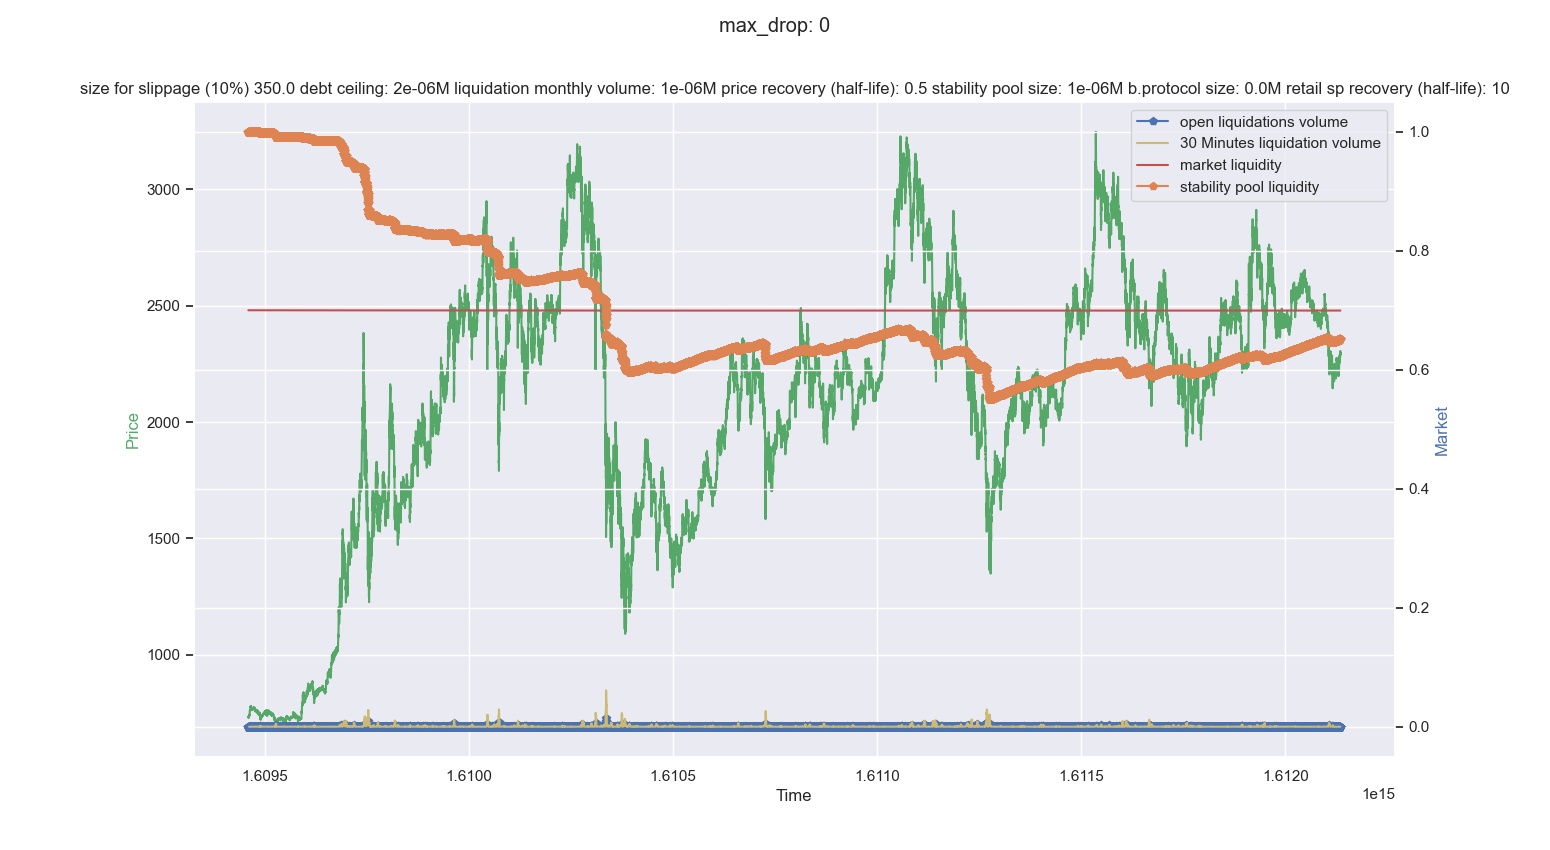 max_drop: 0
size for slippage (10%) 350.0 debt ceiling: 2e-06M liquidation monthly volume: 1e-06M price recovery (half-life): 0.5 stability pool size: 1e-06M b.protocol size: 0.0M retail sp recovery (half-life): 10
open liquidations volume
30 Minutes liquidation volume
market liquidity
stability pool liquidity
3000
2500
2000
1500
1000
Price
1.0
0.8
0.6
0.4
0.2
0.0
Market
1.6095 1.6100 1.6105 1.6110 1.6115 1.6120
Time
1e15